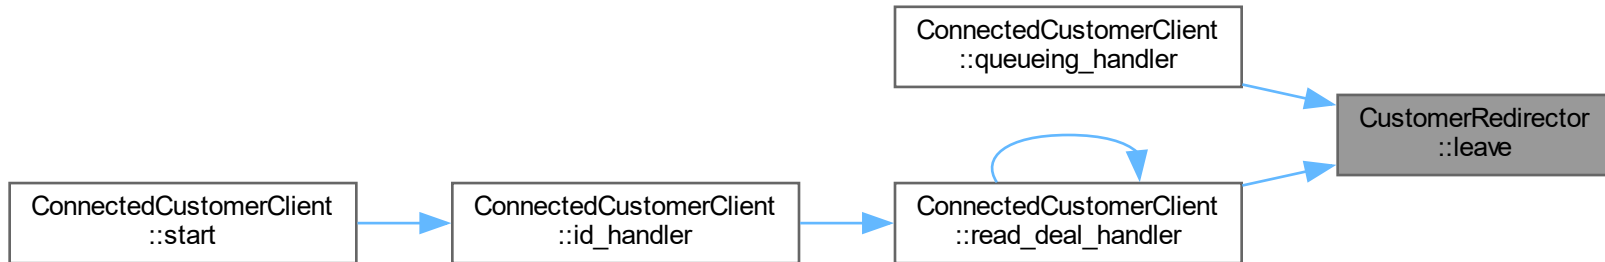 ConnectedCustomerClient
::queueing_handler
CustomerRedirector
::leave
ConnectedCustomerClient
::start
ConnectedCustomerClient
::id_handler
ConnectedCustomerClient
::read_deal_handler